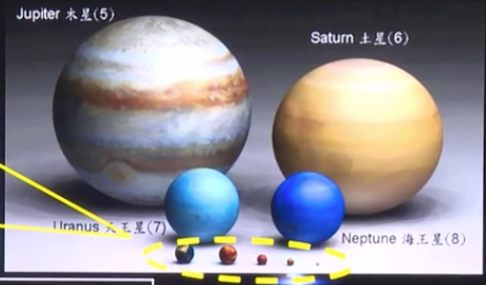 Jupiter 木星(5)
Saturn 土星(6)
Uranus 天王星(7)
Neptune 海王星(8)